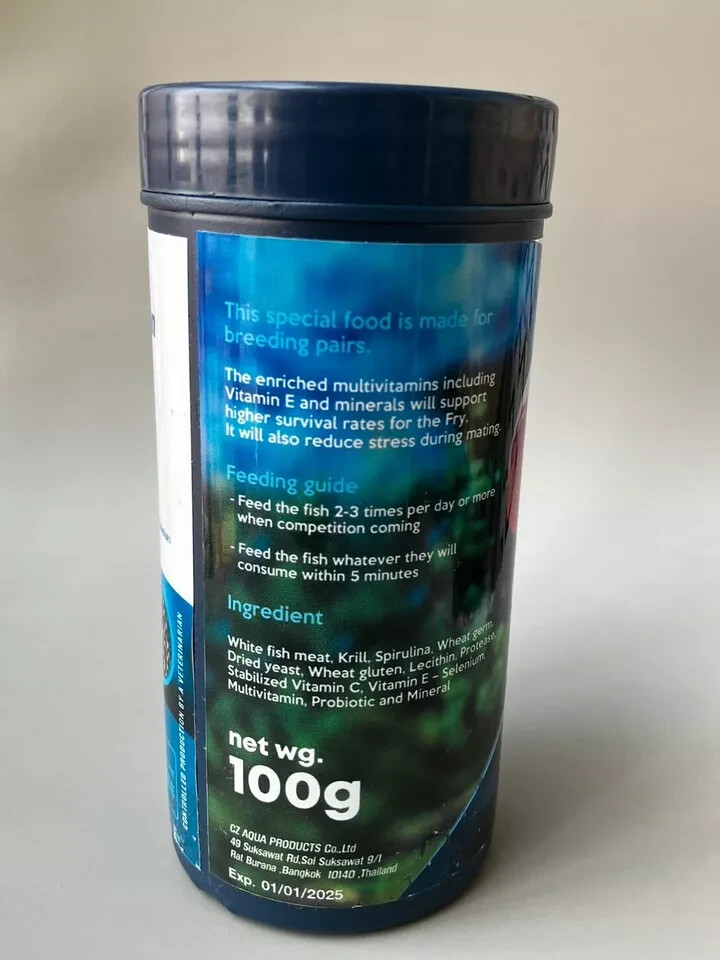 This special food is made for
breeding pairs.
The enriched multivitamins including
Vitamin E and minerals will support
higher survival rates for the Fry.
It will also reduce stress during mating.
Feeding guide
- Feed the fish 2-3 times per day or more
when competition coming
- Feed the fish whatever they will
consume within 5 minutes
Ingredient
White fish meat, Krill, Spirulina, Wheat germ,
Dried yeast, Wheat gluten, Lecithin, Protease,
Stabilized Vitamin C, Vitamin E – Selenium,
Multivitamin, Probiotic and Mineral
net wg.
100g
CZ AQUA PRODUCTS Co.,Ltd
49 Suksawat Rd,Soi Suksawat 9/1
Rat Burana .Bangkok 10140 .Thailand
Exp. 01/01/2025
CONTROLLED PRODUCTION BY A VETERINARIAN